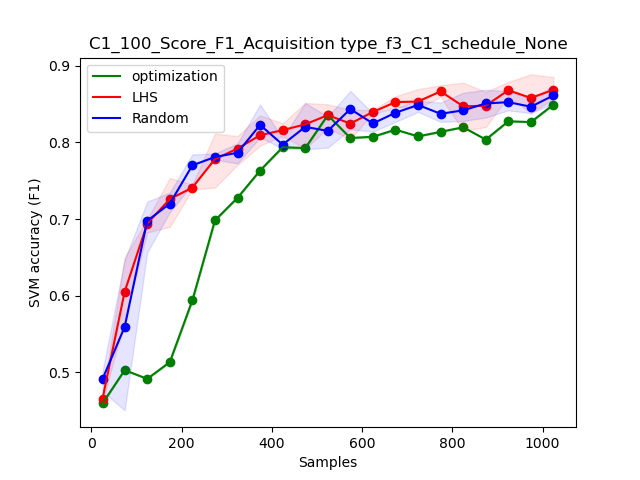 C1_100_Score_F1_Acquisition type_f3_C1_schedule_None
optimization
LHS
Random
SVM accuracy (F1)
0.9
0.8
0.7
0.6
0.5
0 200 400 600 800 1000
Samples